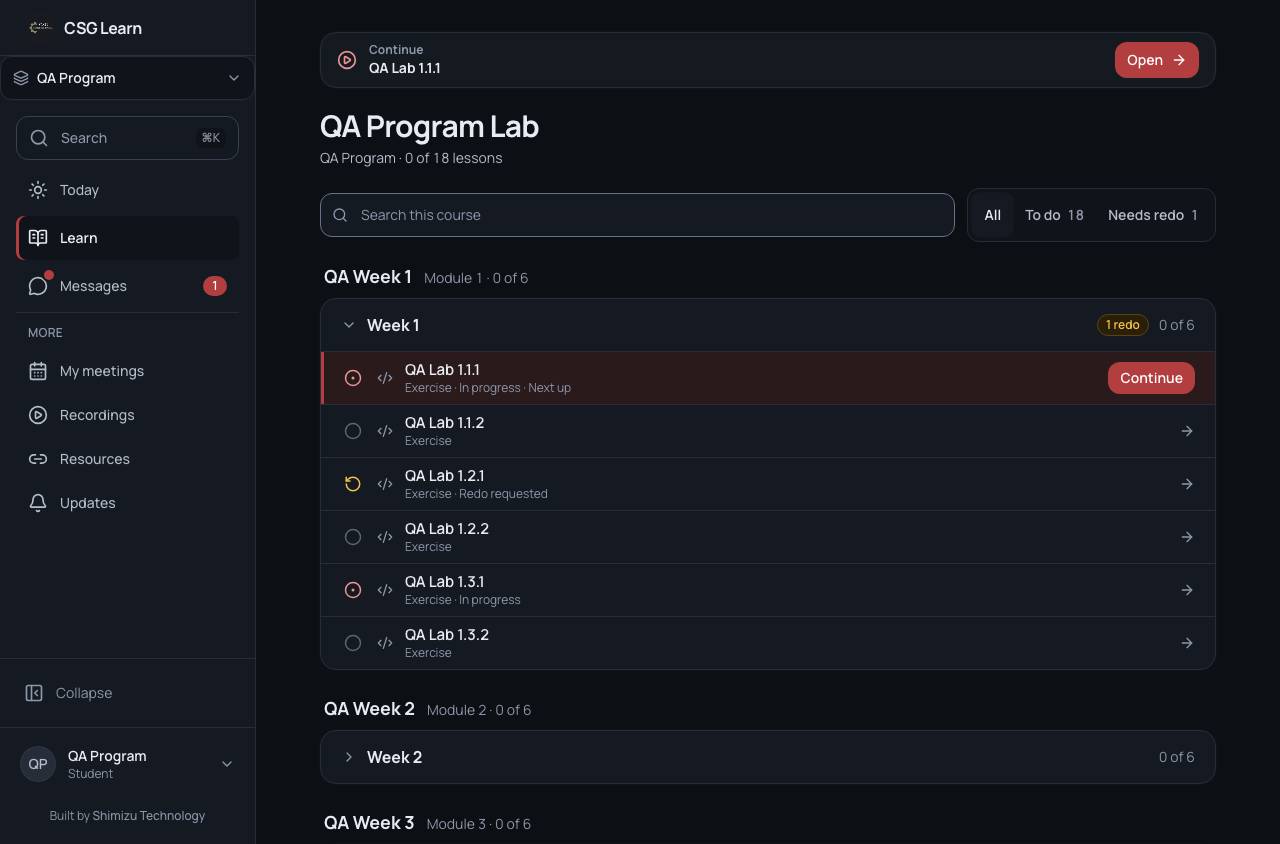 CSG Learn
QA Program
Search ⌘K
Today
Learn
Messages 1
MORE
My meetings
Recordings
Resources
Updates
Collapse
QP
QA Program
Student
Built by Shimizu Technology
Continue
QA Lab 1.1.1
Open
QA Program Lab
QA Program · 0 of 18 lessons
Search this course
All To do 18 Needs redo 1
QA Week 1 Module 1 · 0 of 6
Week 1 1 redo 0 of 6
QA Lab 1.1.1
Exercise · In progress · Next up
Continue
QA Lab 1.1.2
Exercise
QA Lab 1.2.1
Exercise · Redo requested
QA Lab 1.2.2
Exercise
QA Lab 1.3.1
Exercise · In progress
QA Lab 1.3.2
Exercise
QA Week 2 Module 2 · 0 of 6
Week 2 0 of 6
QA Week 3 Module 3 · 0 of 6